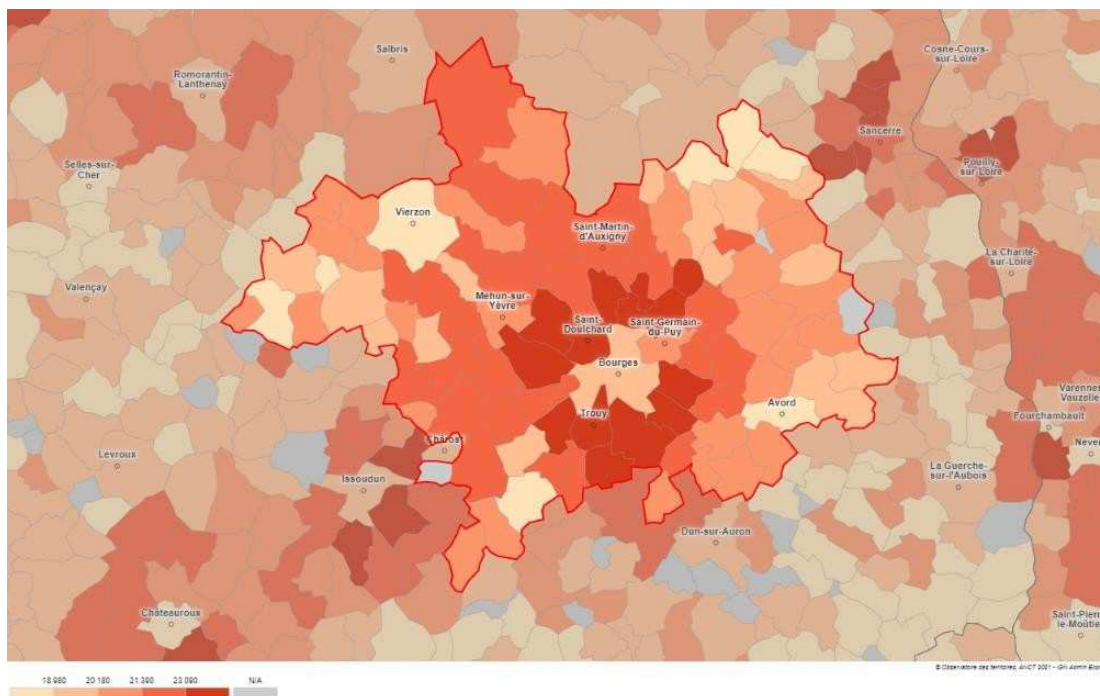 Salbris
Cosne-Cours-
sur-Loire
Romorantin-
Lanthenay
Sancerre
Selles-sur-
Cher
Pouilly-
sur-Loire
Vierzon
Saint-Martin-
d'Auxigny
La Charité-
sur-Loire
Valençay
Mehun-sur-
Yèvre
Saint-
Doulchard
Saint-Germain-
du-Puy
Bourges
Avord
Varennes-
Vauzelles
Trouy
Fourchambault
Chârost
Nevers
Levroux
Issoudun
La Guerche-
sur-l'Aubois
Dun-sur-Auron
Châteauroux
Saint-Pierre-
le-Moûtie
© Observatoire des territoires, ANCT 2021 - IGN Admin Exp
18 980 20 180 21 390 23 090 N/A